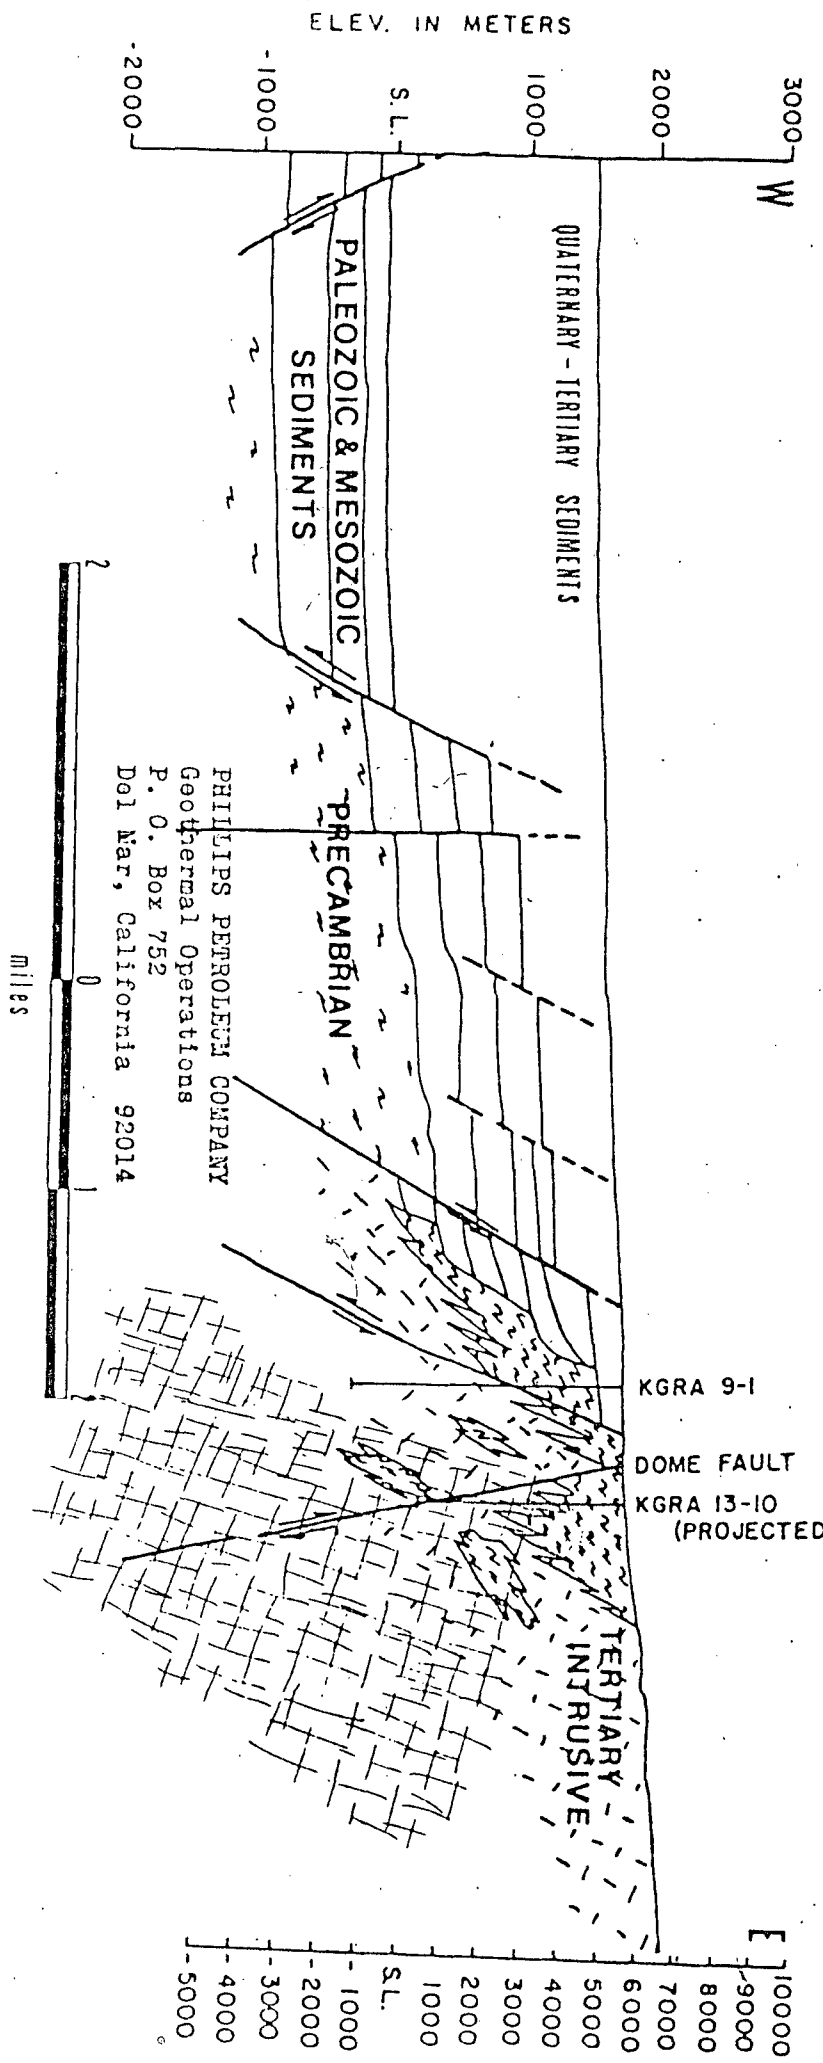 ELEV. IN METERS
3000
2000
1000
S.L.
-1000
-2000
W
QUATERNARY - TERTIARY SEDIMENTS
PALEOZOIC & MESOZOIC
SEDIMENTS
PRECAMBRIAN
KGRA 9-1
DOME FAULT
KGRA 13-10
(PROJECTED
TERTIARY
INTRUSIVE
PHILLIPS PETROLEUM COMPANY
Geothermal Operations
P. O. Box 752
Del Mar, California 92014
2
0
1
2
miles
E
10000
9000
8000
7000
6000
5000
4000
3000
2000
1000
S.L.
-1000
-2000
-3000
-4000
-5000